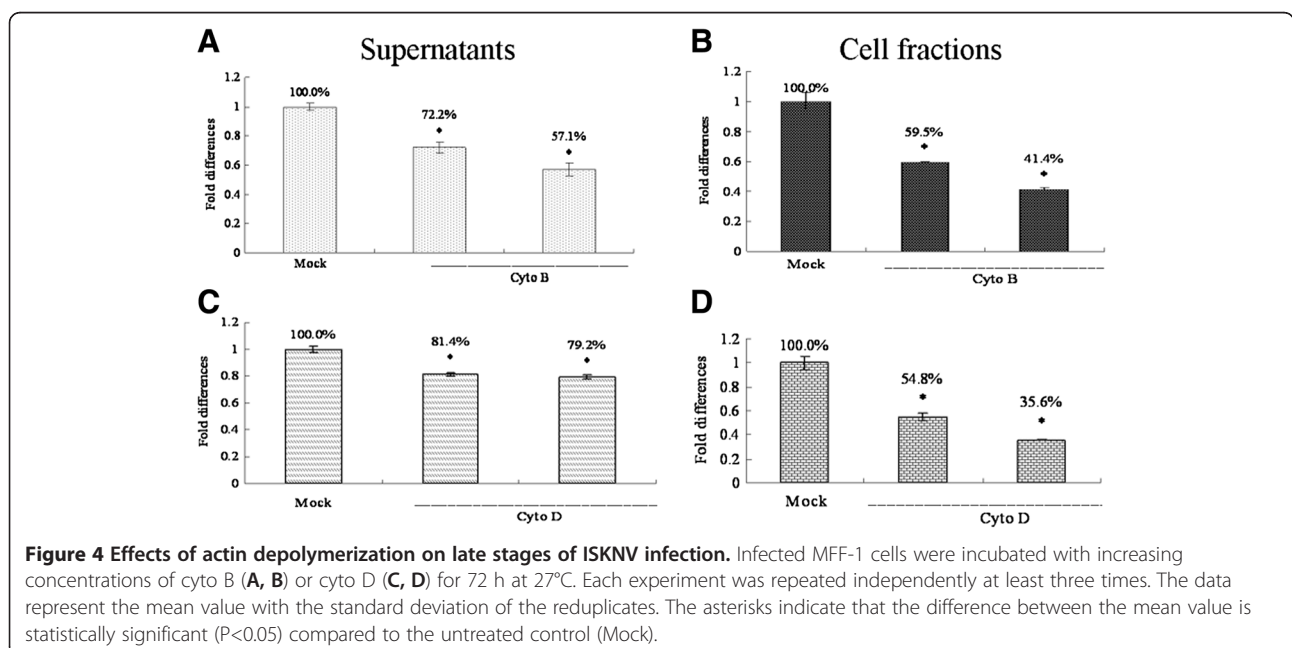 A Supernatants
B Cell fractions
1.2
1
0.8
0.6
0.4
0.2
0
Fold differences
100.0%
72.2%
*
57.1%
*
Mock
Cyto B
1.2
1
0.8
0.6
0.4
0.2
0
Fold differences
100.0%
59.5%
*
41.4%
*
Mock
Cyto B
C
1.2
1
0.8
0.6
0.4
0.2
0
Fold differences
100.0%
81.4%
*
79.2%
*
Mock
Cyto D
D
1.2
1
0.8
0.6
0.4
0.2
0
Fold differences
100.0%
54.8%
*
35.6%
*
Mock
Cyto D
Figure 4 Effects of actin depolymerization on late stages of ISKNV infection. Infected MFF-1 cells were incubated with increasing
concentrations of cyto B (A, B) or cyto D (C, D) for 72 h at 27°C. Each experiment was repeated independently at least three times. The data
represent the mean value with the standard deviation of the reduplicates. The asterisks indicate that the difference between the mean value is
statistically significant (P<0.05) compared to the untreated control (Mock).